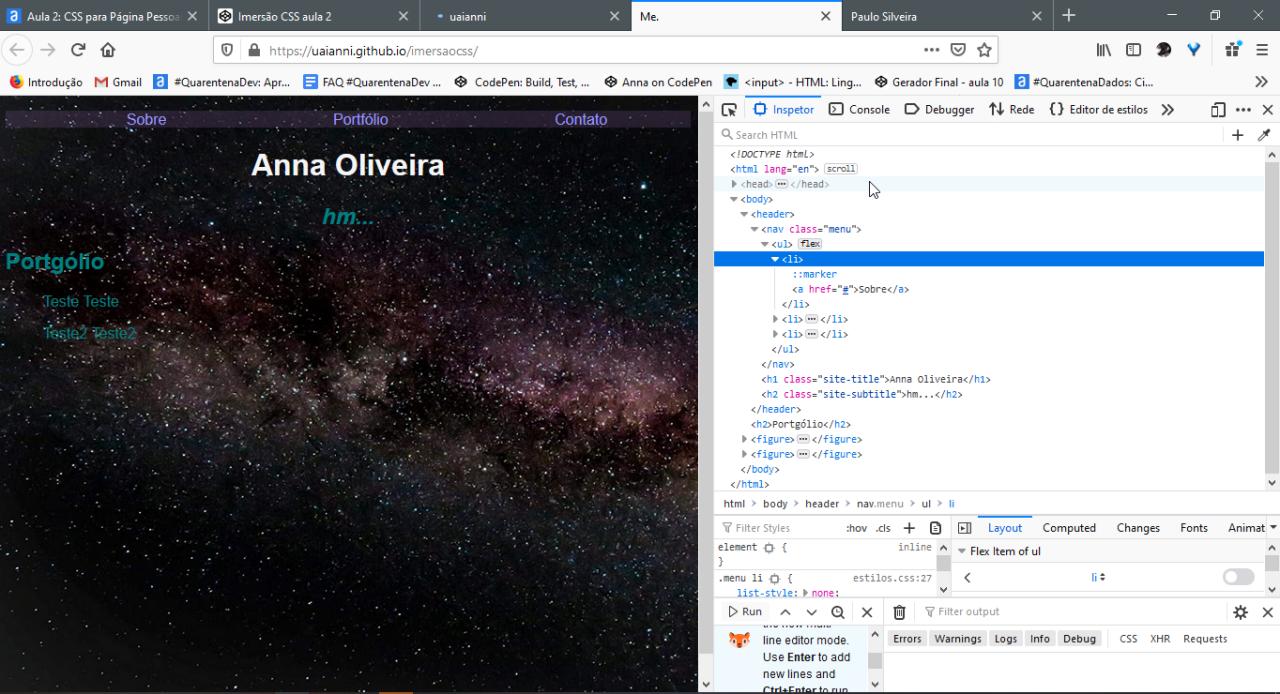 Aula 2: CSS para Página Pessoa
Imersão CSS aula 2
uaianni
Me.
Paulo Silveira
https://uaianni.github.io/imersaocss/
Introdução
Gmail
#QuarentenaDev: Apr...
FAQ #QuarentenaDev ...
CodePen: Build, Test, ...
Anna on CodePen
<input> - HTML: Ling...
Gerador Final - aula 10
#QuarentenaDados: Ci...
Sobre Portfólio Contato
Anna Oliveira
hm...
Portgólio
Teste Teste
Teste2 Teste2
Inspetor Console Debugger Rede Editor de estilos
Search HTML
<!DOCTYPE html>
<html lang="en"> scroll
<head> ••• </head>
<body>
<header>
<nav class="menu">
<ul> flex
<li>
::marker
<a href="#">Sobre</a>
</li>
<li> ••• </li>
<li> ••• </li>
</ul>
</nav>
<h1 class="site-title">Anna Oliveira</h1>
<h2 class="site-subtitle">hm...</h2>
</header>
<h2>Portgólio</h2>
<figure> ••• </figure>
<figure> ••• </figure>
</body>
</html>
html > body > header > nav.menu > ul > li
Filter Styles :hov .cls
element { inline
}
.menu li { estilos.css:27
list-style: none;
Layout Computed Changes Fonts Animat
Flex Item of ul
li
Run
line editor mode.
Use Enter to add
new lines and
Ctrl+Enter to run
Filter output
Errors Warnings Logs Info Debug CSS XHR Requests